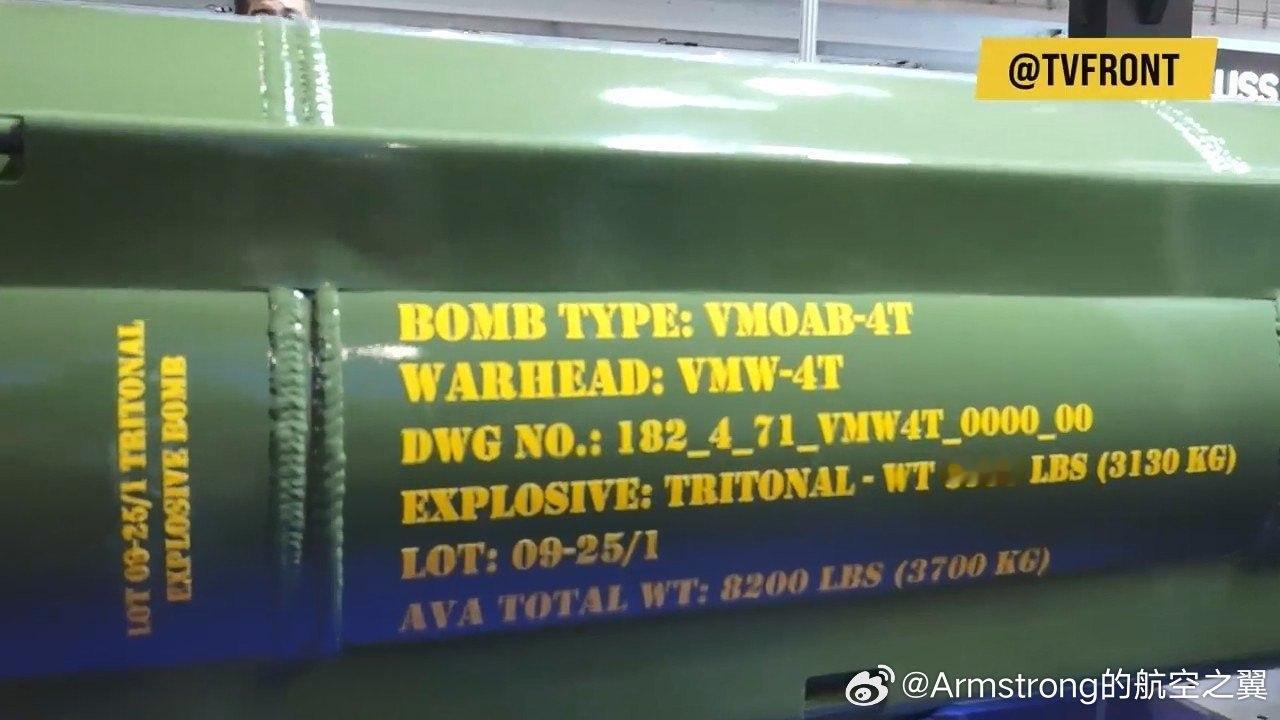 @TVFRONT
USS
BOMB TYPE: VMOAB-4T
WARHEAD: VMW-4T
DWG NO.: 182_4_71_VMW4T_0000_00
EXPLOSIVE: TRITONAL - WT LBS (3130 KG)
LOT: 09-25/1
AVA TOTAL WT: 8200 LBS (3700 KG)
LOT 09-25/1 TRITONAL
EXPLOSIVE BOMB
@Armstrong的航空之翼